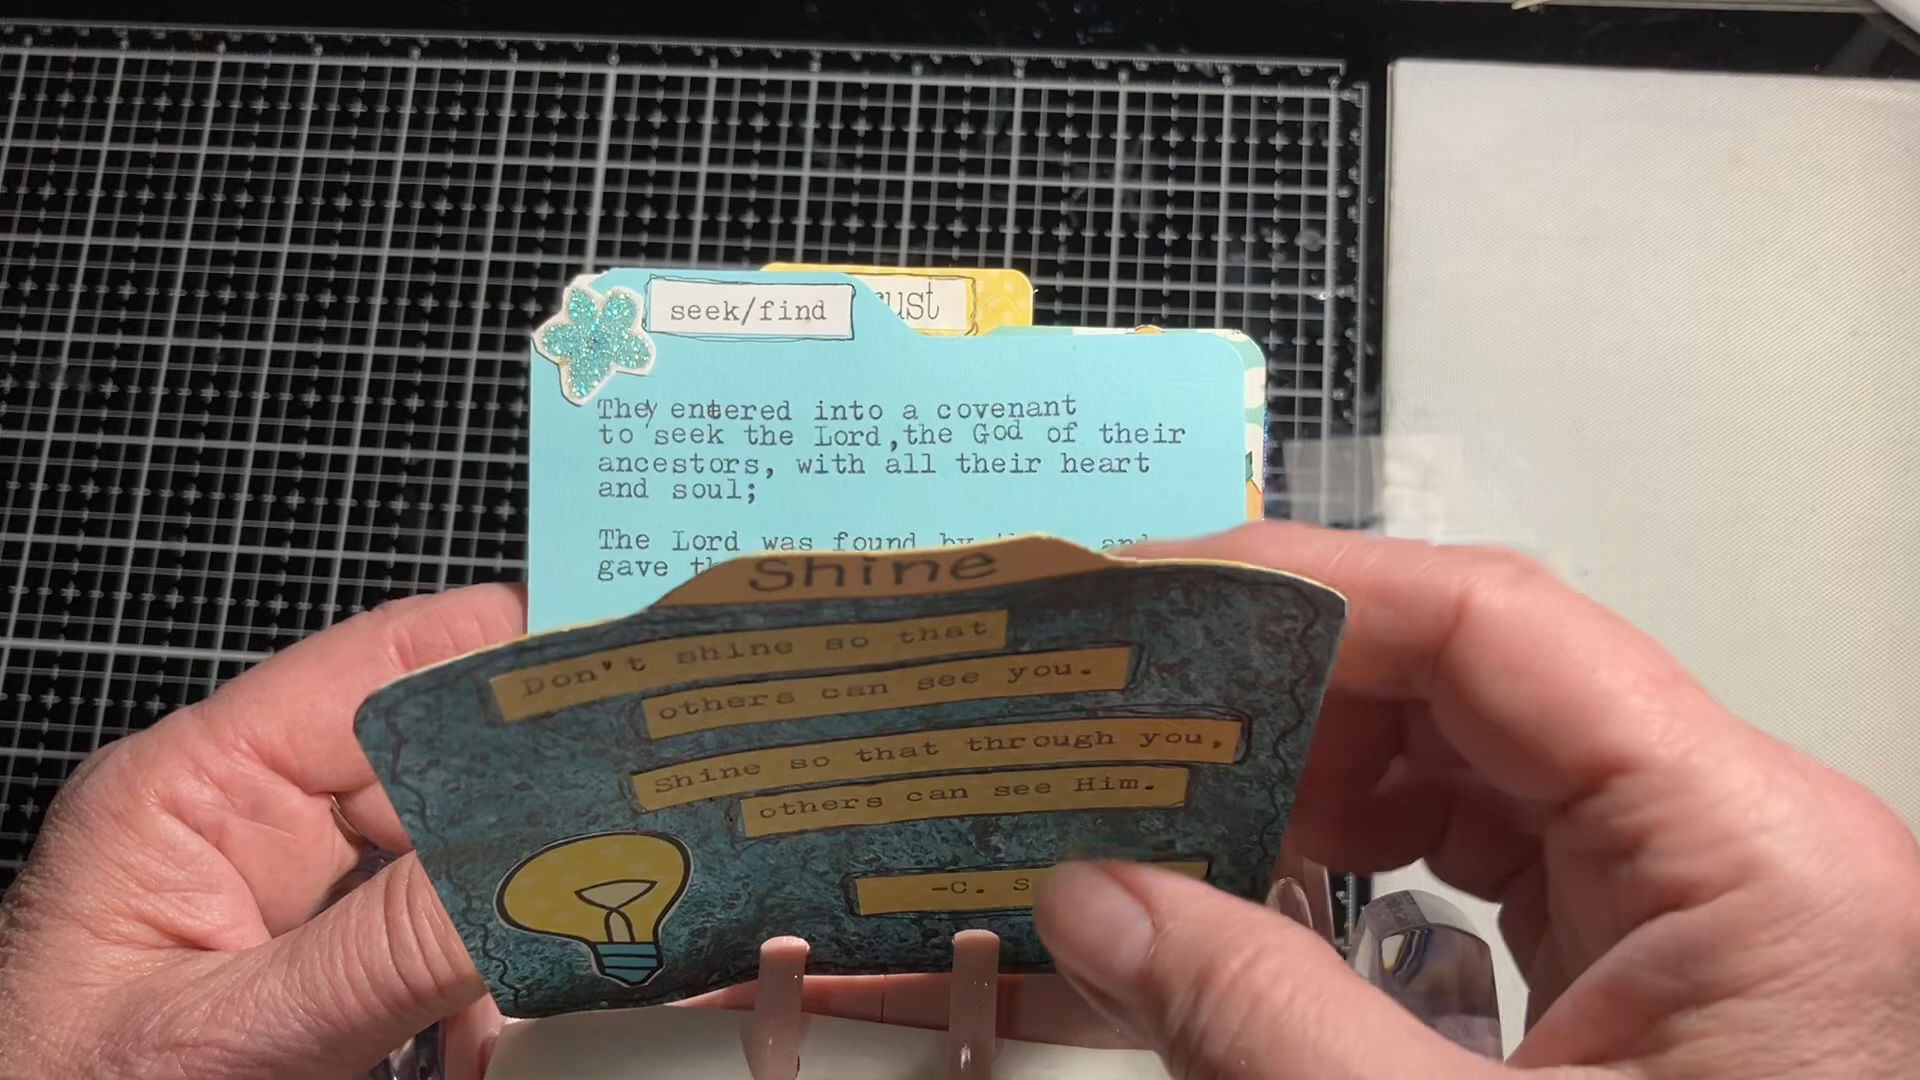 seek/find
ust
They entered into a covenant
to seek the Lord,the God of their
ancestors, with all their heart
and soul;
The Lord was found by
gave
Shine
Don't shine so that
others can see you.
Shine so that through you,
others can see Him.
-C. S.